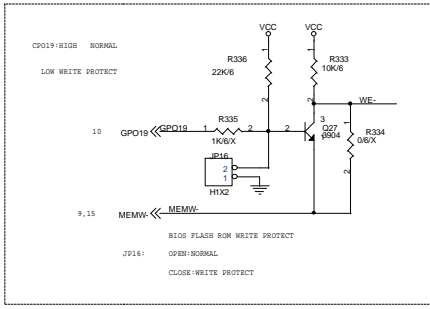 VCC VCC
CPO19:HIGH NORMAL
LOW WRITE PROTECT
1 1
R336
22K/6
R333
10K/6
2 2
WE-
10 GPO19 GPO19 1 R335 2 2
1K/6/X
3
Q27
3904
1
R334
0/6/X
2
JP16
2
1
H1X2
9,15 MEMW- MEMW-
BIOS FLASH ROM WRITE PROTECT
JP16: OPEN:NORMAL
CLOSE:WRITE PROTECT